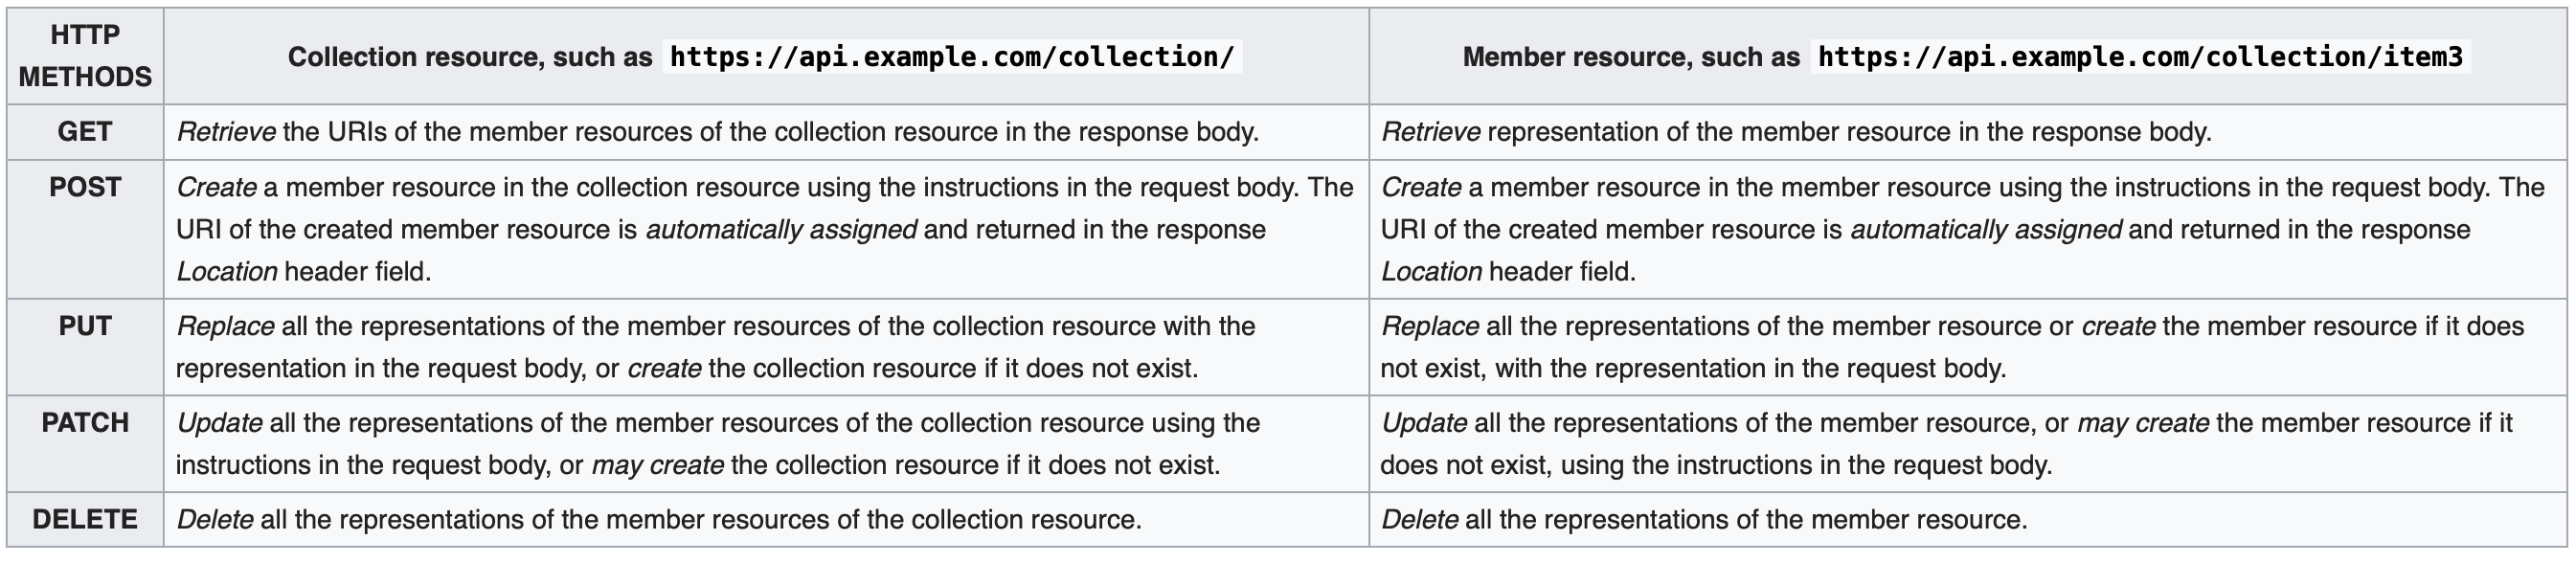 HTTP
METHODS
Collection resource, such as https://api.example.com/collection/
Member resource, such as https://api.example.com/collection/item3
GET
Retrieve the URIs of the member resources of the collection resource in the response body.
Retrieve representation of the member resource in the response body.
POST
Create a member resource in the collection resource using the instructions in the request body. The
URI of the created member resource is automatically assigned and returned in the response
Location header field.
Create a member resource in the member resource using the instructions in the request body. The
URI of the created member resource is automatically assigned and returned in the response
Location header field.
PUT
Replace all the representations of the member resources of the collection resource with the
representation in the request body, or create the collection resource if it does not exist.
Replace all the representations of the member resource or create the member resource if it does
not exist, with the representation in the request body.
PATCH
Update all the representations of the member resources of the collection resource using the
instructions in the request body, or may create the collection resource if it does not exist.
Update all the representations of the member resource, or may create the member resource if it
does not exist, using the instructions in the request body.
DELETE
Delete all the representations of the member resources of the collection resource.
Delete all the representations of the member resource.